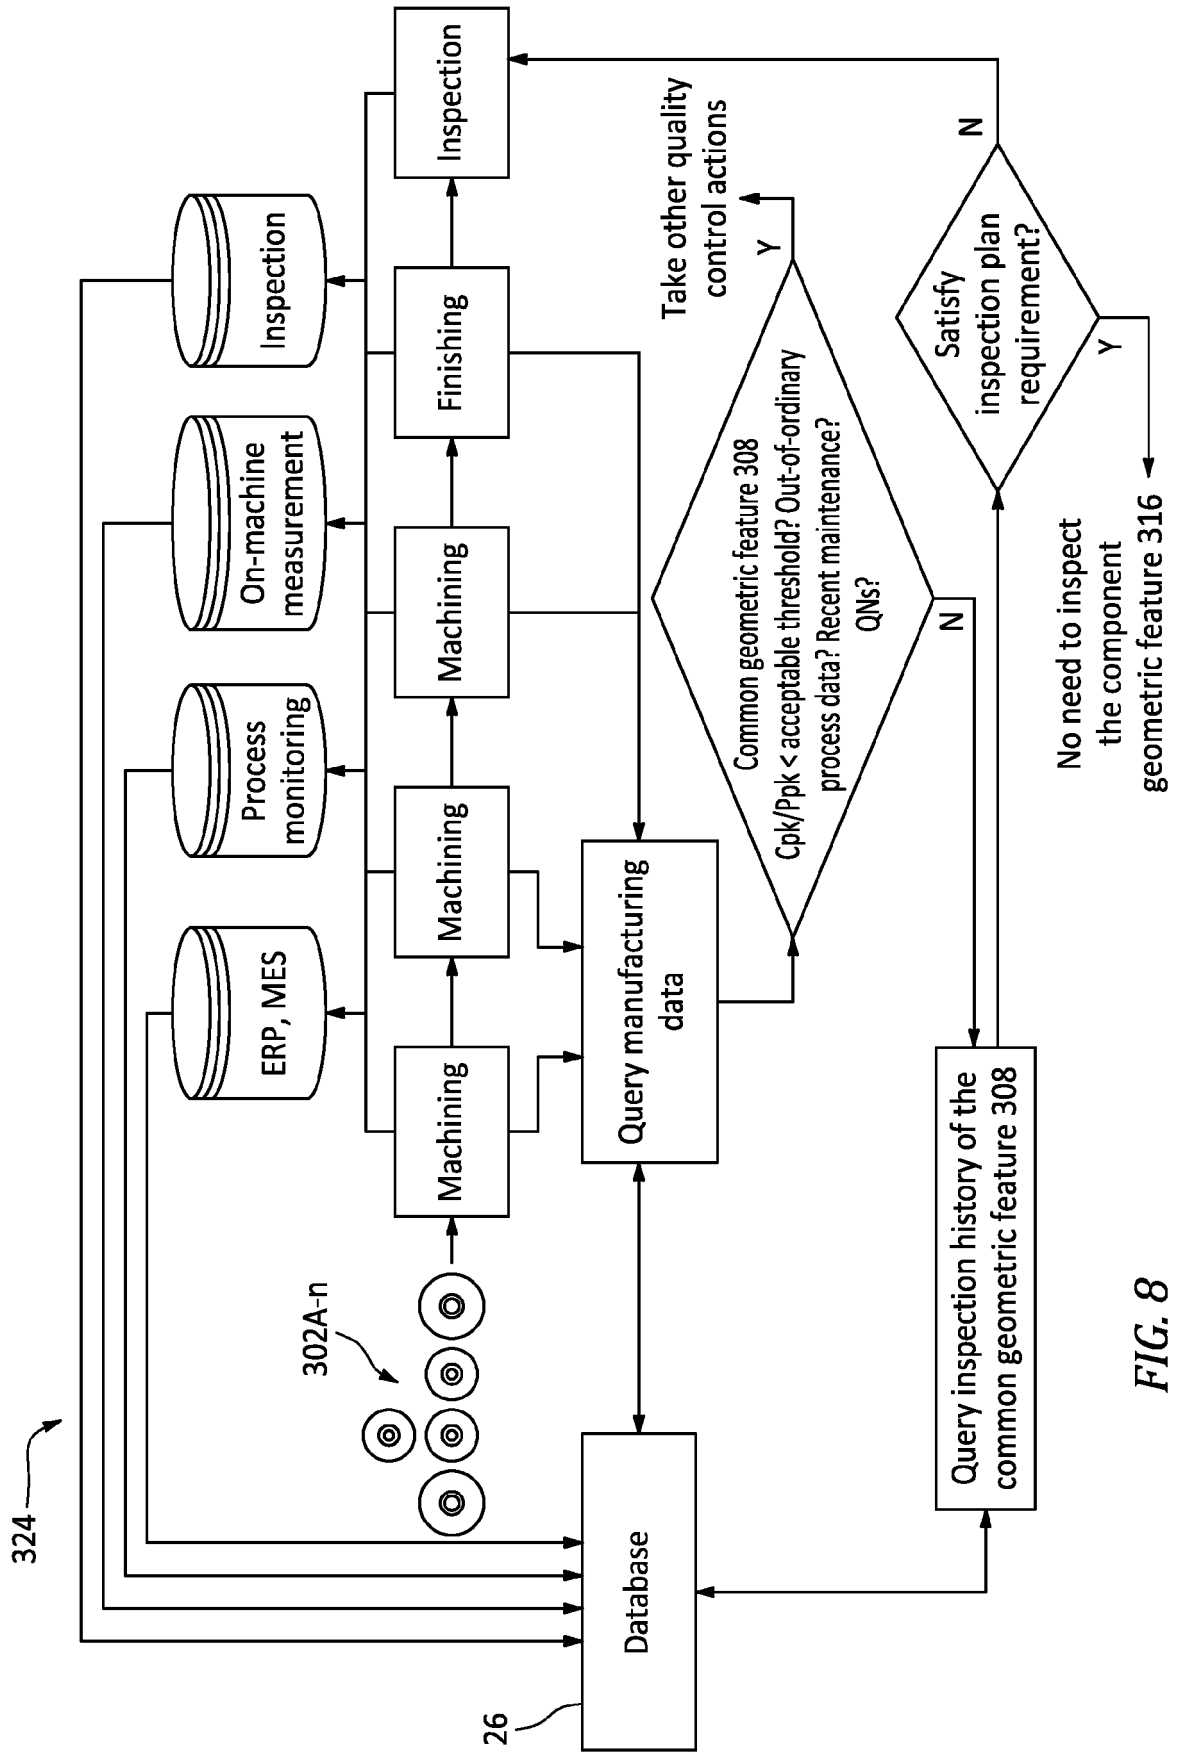 324
ERP, MES
Process
monitoring
On-machine
measurement
Inspection
302A-n
Machining
Machining
Machining
Finishing
Inspection
26
Database
Query manufacturing
data
Take other quality
control actions
Y
Common geometric feature 308
Cpk/Ppk < acceptable threshold? Out-of-ordinary
process data? Recent maintenance?
QNs?
N
Query inspection history of the
common geometric feature 308
Satisfy
inspection plan
requirement?
N
Y
No need to inspect
the component
geometric feature 316
FIG. 8